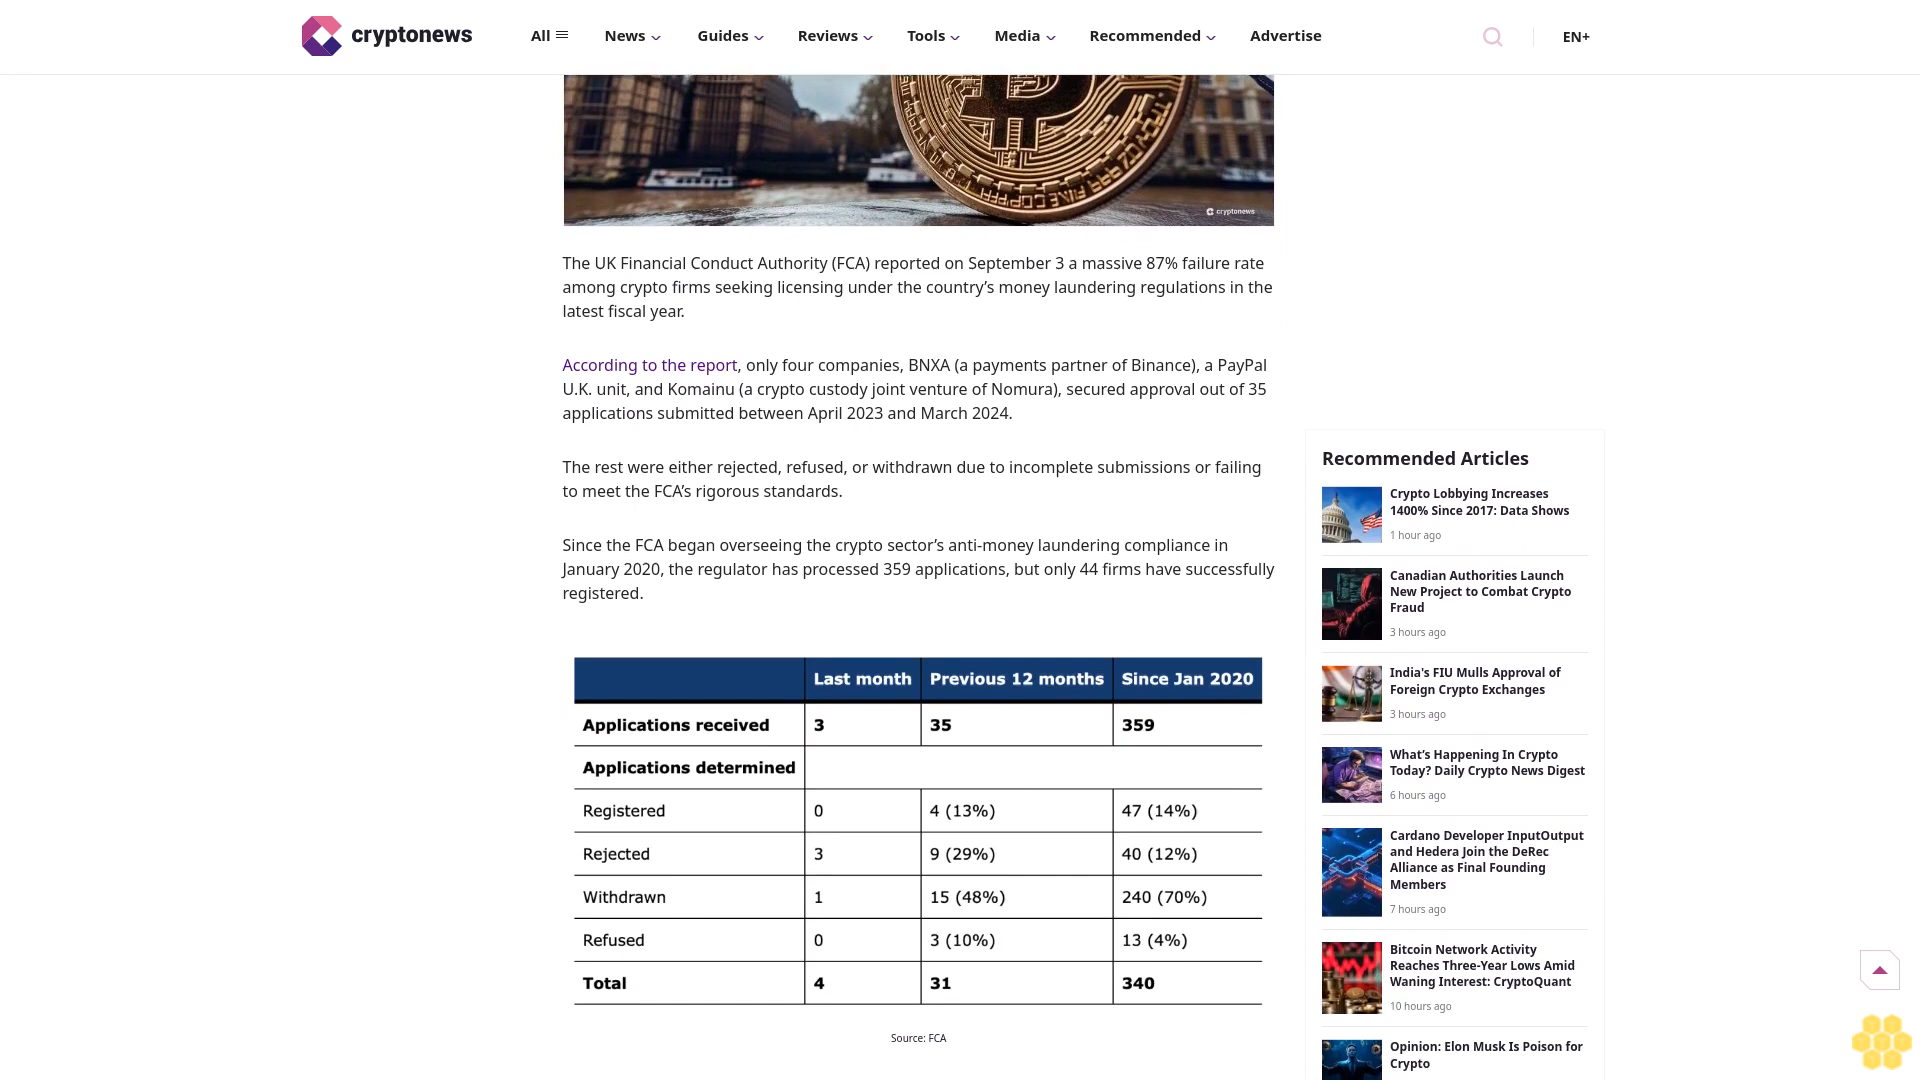 cryptonews
All
News
Guides
Reviews
Tools
Media
Recommended
Advertise
EN+
cryptonews
The UK Financial Conduct Authority (FCA) reported on September 3 a massive 87% failure rate
among crypto firms seeking licensing under the country’s money laundering regulations in the
latest fiscal year.
According to the report, only four companies, BNXA (a payments partner of Binance), a PayPal
U.K. unit, and Komainu (a crypto custody joint venture of Nomura), secured approval out of 35
applications submitted between April 2023 and March 2024.
The rest were either rejected, refused, or withdrawn due to incomplete submissions or failing
to meet the FCA’s rigorous standards.
Since the FCA began overseeing the crypto sector’s anti-money laundering compliance in
January 2020, the regulator has processed 359 applications, but only 44 firms have successfully
registered.
Last month Previous 12 months Since Jan 2020
Applications received 3 35 359
Applications determined
Registered 0 4 (13%) 47 (14%)
Rejected 3 9 (29%) 40 (12%)
Withdrawn 1 15 (48%) 240 (70%)
Refused 0 3 (10%) 13 (4%)
Total 4 31 340
Source: FCA
Recommended Articles
Crypto Lobbying Increases
1400% Since 2017: Data Shows
1 hour ago
Canadian Authorities Launch
New Project to Combat Crypto
Fraud
3 hours ago
India's FIU Mulls Approval of
Foreign Crypto Exchanges
3 hours ago
What’s Happening In Crypto
Today? Daily Crypto News Digest
6 hours ago
Cardano Developer InputOutput
and Hedera Join the DeRec
Alliance as Final Founding
Members
7 hours ago
Bitcoin Network Activity
Reaches Three-Year Lows Amid
Waning Interest: CryptoQuant
10 hours ago
Opinion: Elon Musk Is Poison for
Crypto